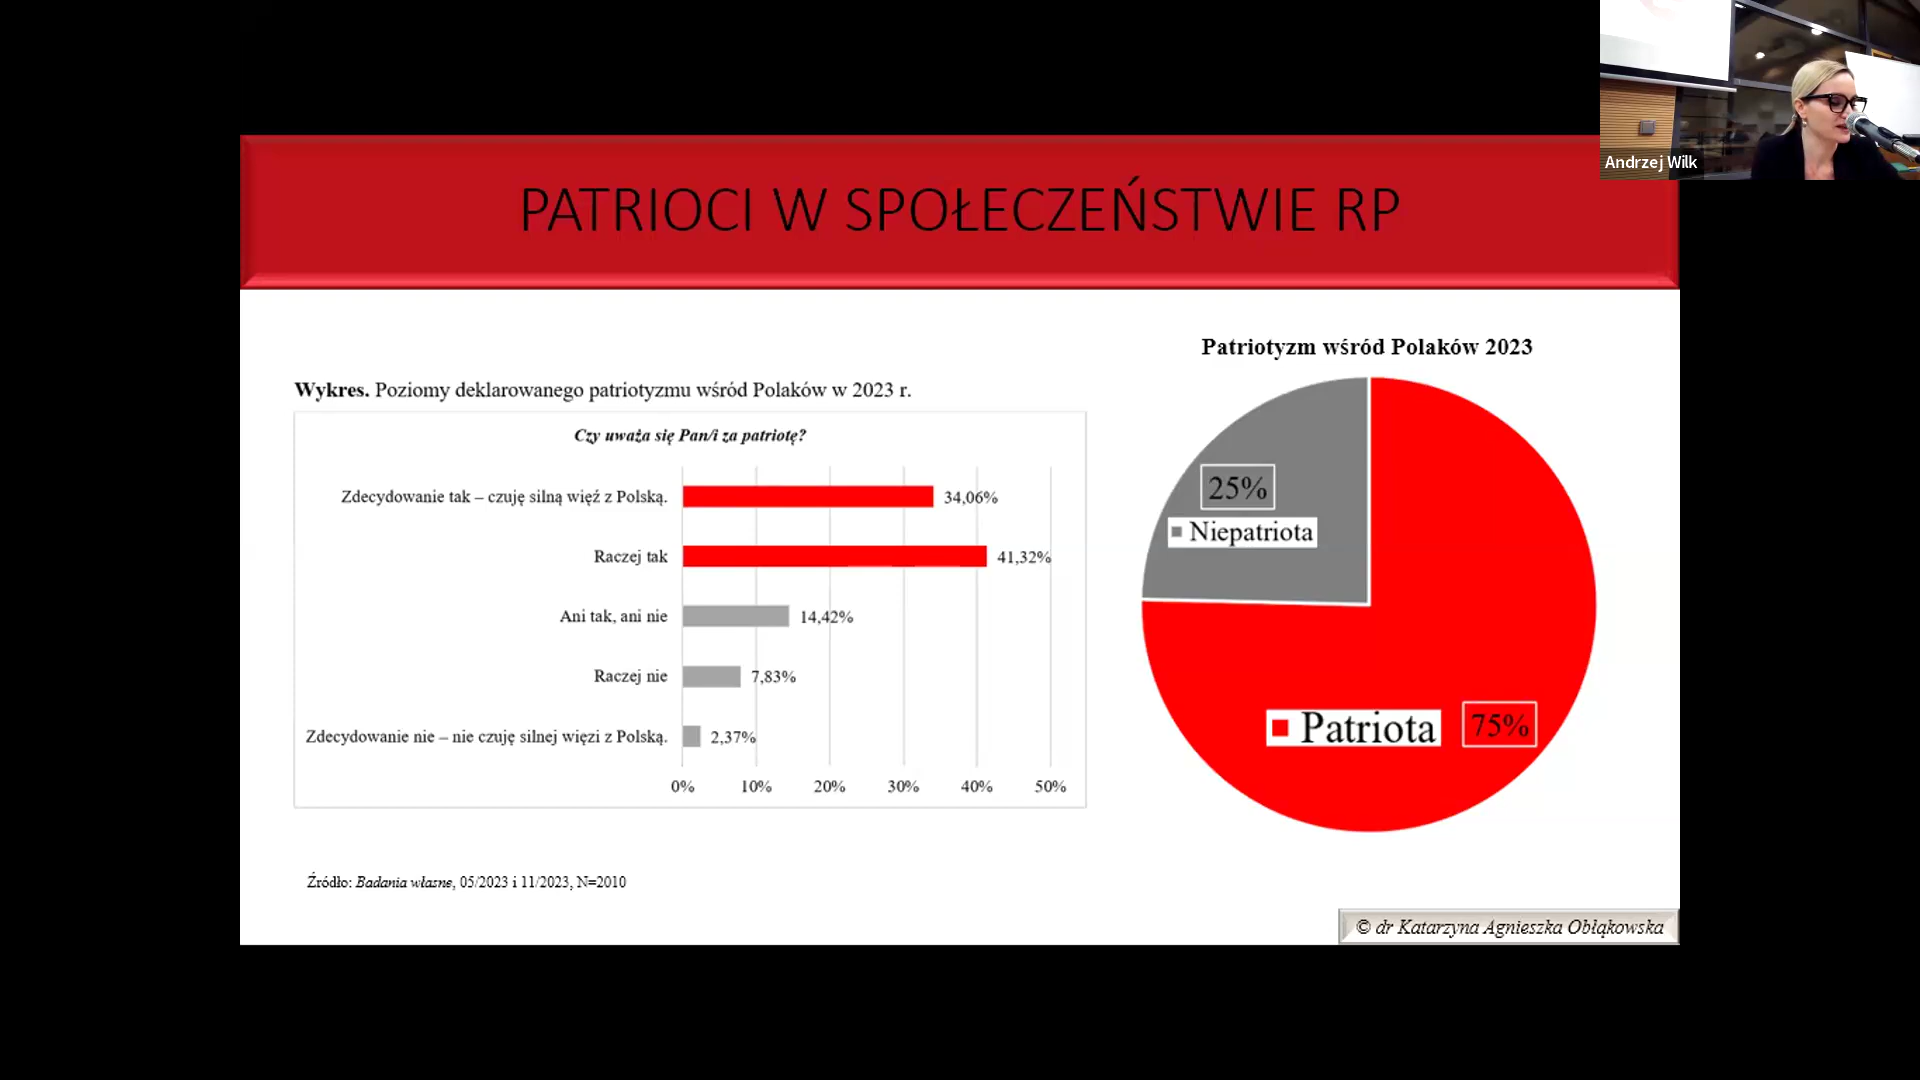 Andrzej Wilk
PATRIOCI W SPOŁECZEŃSTWIE RP
Wykres. Poziomy deklarowanego patriotyzmu wśród Polaków w 2023 r.
Czy uważa się Pan/i za patriotę?
Zdecydowanie tak – czuję silną więź z Polską. 34,06%
Raczej tak 41,32%
Ani tak, ani nie 14,42%
Raczej nie 7,83%
Zdecydowanie nie – nie czuję silnej więzi z Polską. 2,37%
0% 10% 20% 30% 40% 50%
Patriotyzm wśród Polaków 2023
25%
Niepatriota
Patriota 75%
Źródło: Badania własne, 05/2023 i 11/2023, N=2010
© dr Katarzyna Agnieszka Obłąkowska